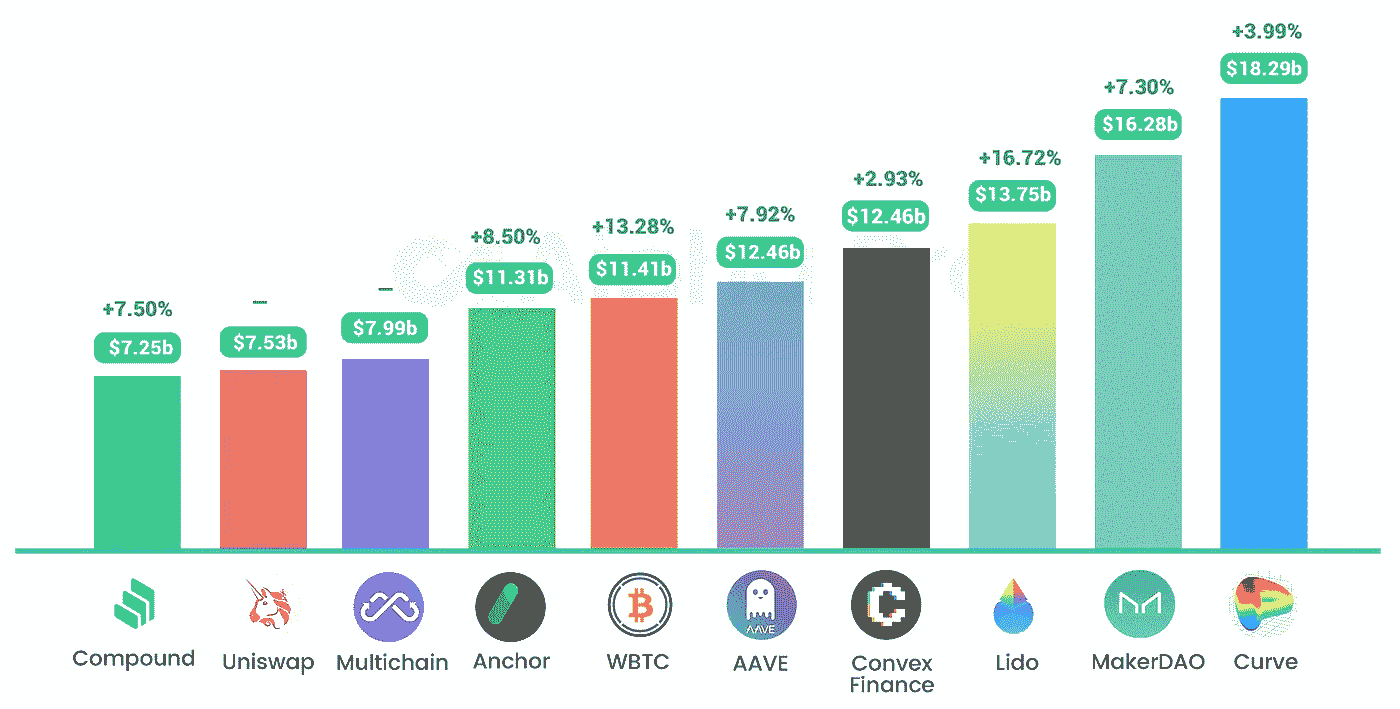 +7.50%
$7.25b
–
$7.53b
–
$7.99b
+8.50%
$11.31b
+13.28%
$11.41b
+7.92%
$12.46b
+2.93%
$12.46b
+16.72%
$13.75b
+7.30%
$16.28b
+3.99%
$18.29b
AAVE
Compound
Uniswap
Multichain
Anchor
WBTC
AAVE
Convex
Finance
Lido
MakerDAO
Curve